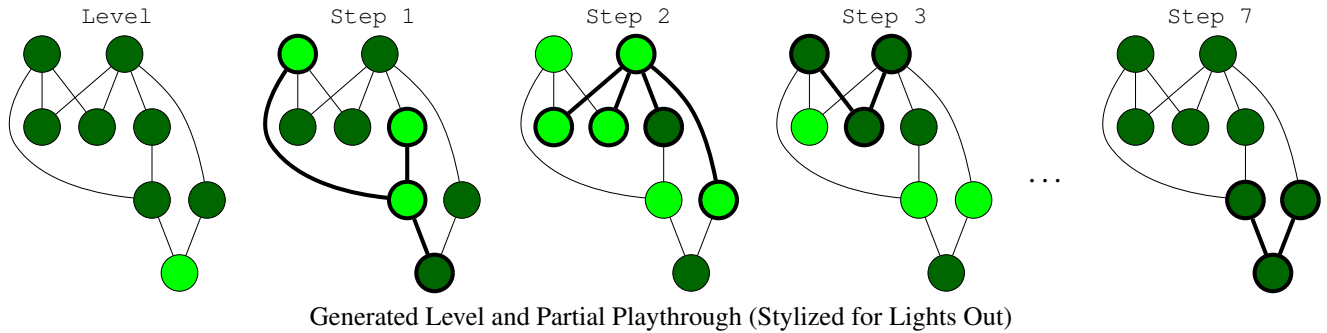 Level Step 1 Step 2 Step 3 Step 7
...
Generated Level and Partial Playthrough (Stylized for Lights Out)